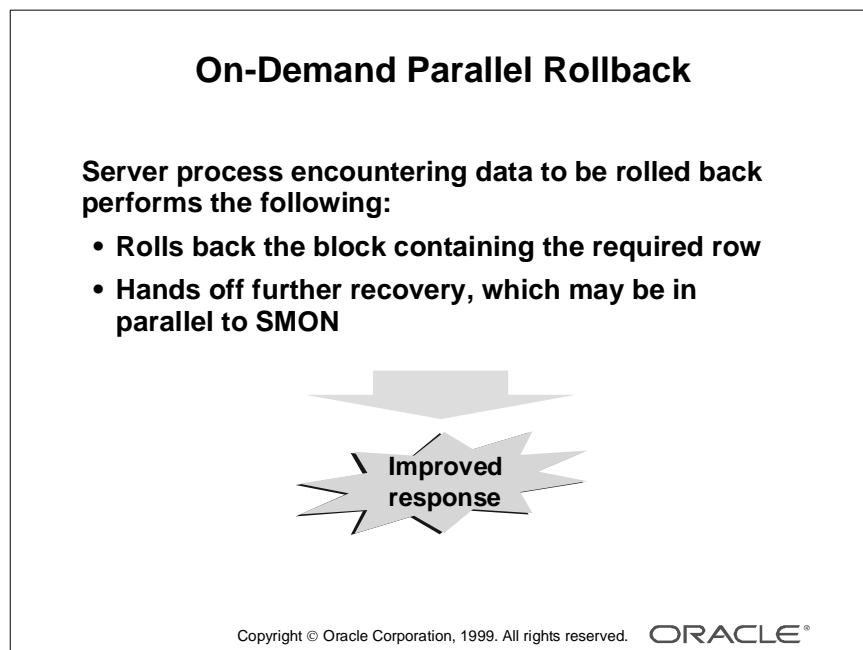 On-Demand Parallel Rollback
Server process encountering data to be rolled back
performs the following:
• Rolls back the block containing the required row
• Hands off further recovery, which may be in
parallel to SMON
Improved
response
Copyright © Oracle Corporation, 1999. All rights reserved. ORACLE®